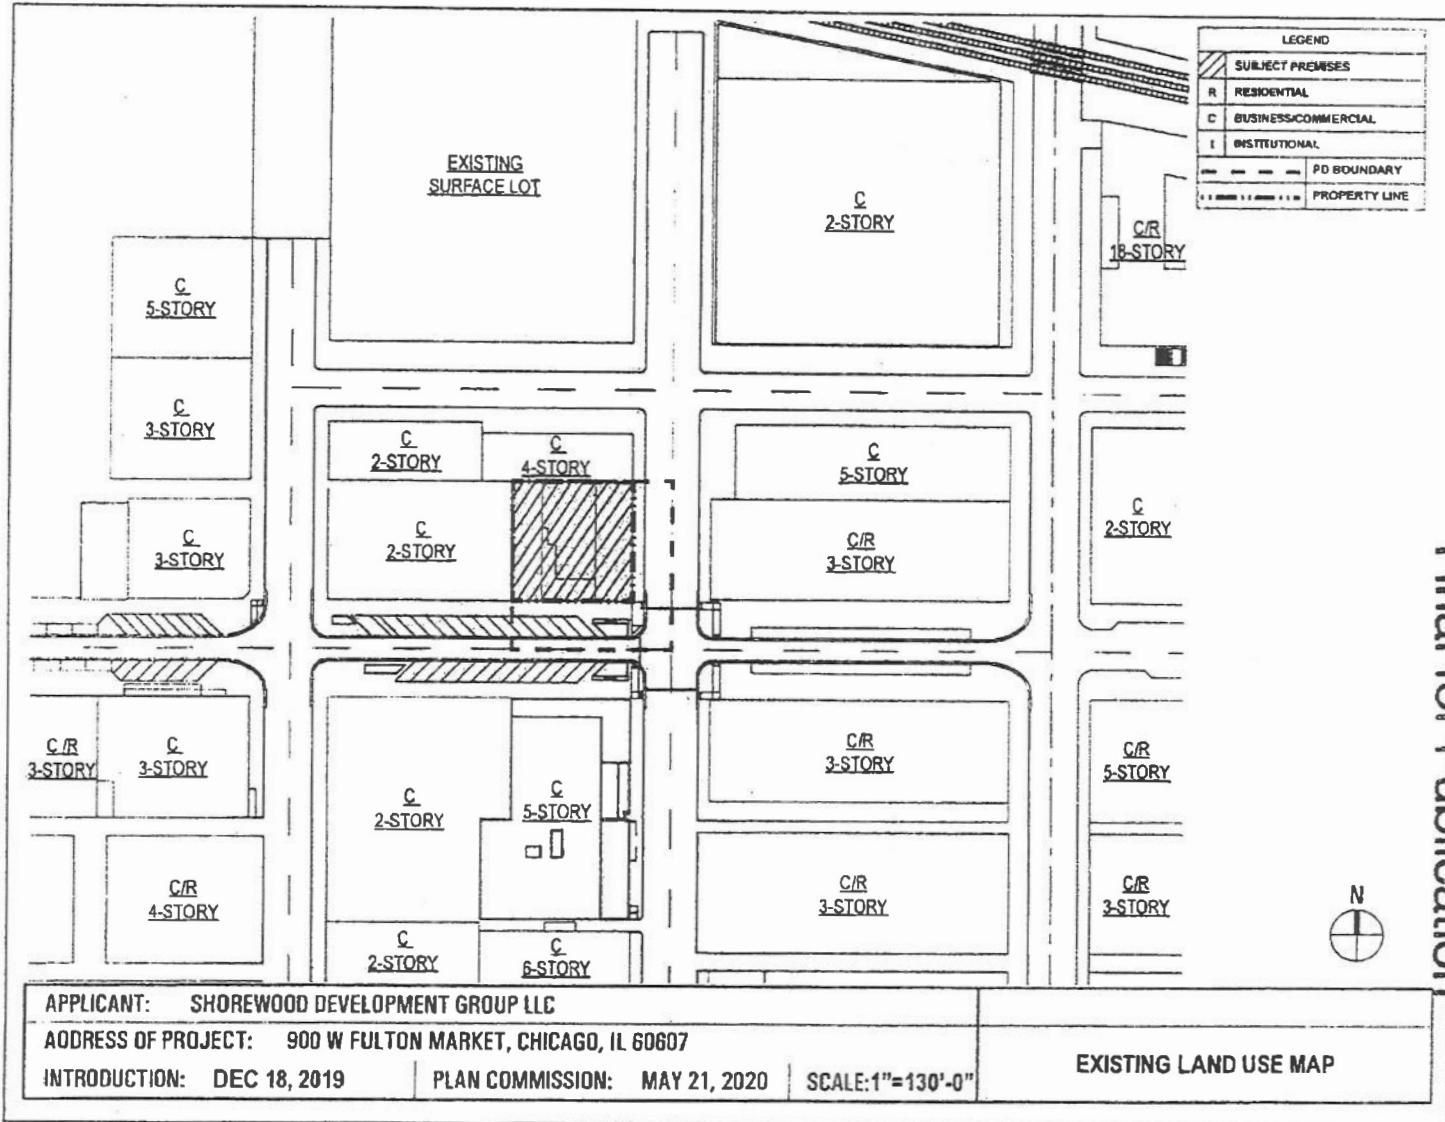 LEGEND
SUBJECT PREMISES
R RESIDENTIAL
C BUSINESS/COMMERCIAL
I INSTITUTIONAL
PD BOUNDARY
PROPERTY LINE
EXISTING
SURFACE LOT
C
2-STORY
C/R
18-STORY
C
5-STORY
C
3-STORY
C
2-STORY
C
4-STORY
C
5-STORY
C
3-STORY
C
2-STORY
C/R
3-STORY
C
2-STORY
C/R
3-STORY
C
3-STORY
C
2-STORY
C
5-STORY
C/R
3-STORY
C/R
5-STORY
C/R
4-STORY
C/R
3-STORY
C/R
3-STORY
C
2-STORY
C
6-STORY
N
APPLICANT: SHOREWOOD DEVELOPMENT GROUP LLC
ADDRESS OF PROJECT: 900 W FULTON MARKET, CHICAGO, IL 60607
INTRODUCTION: DEC 18, 2019 PLAN COMMISSION: MAY 21, 2020 SCALE:1"=130'-0"
EXISTING LAND USE MAP